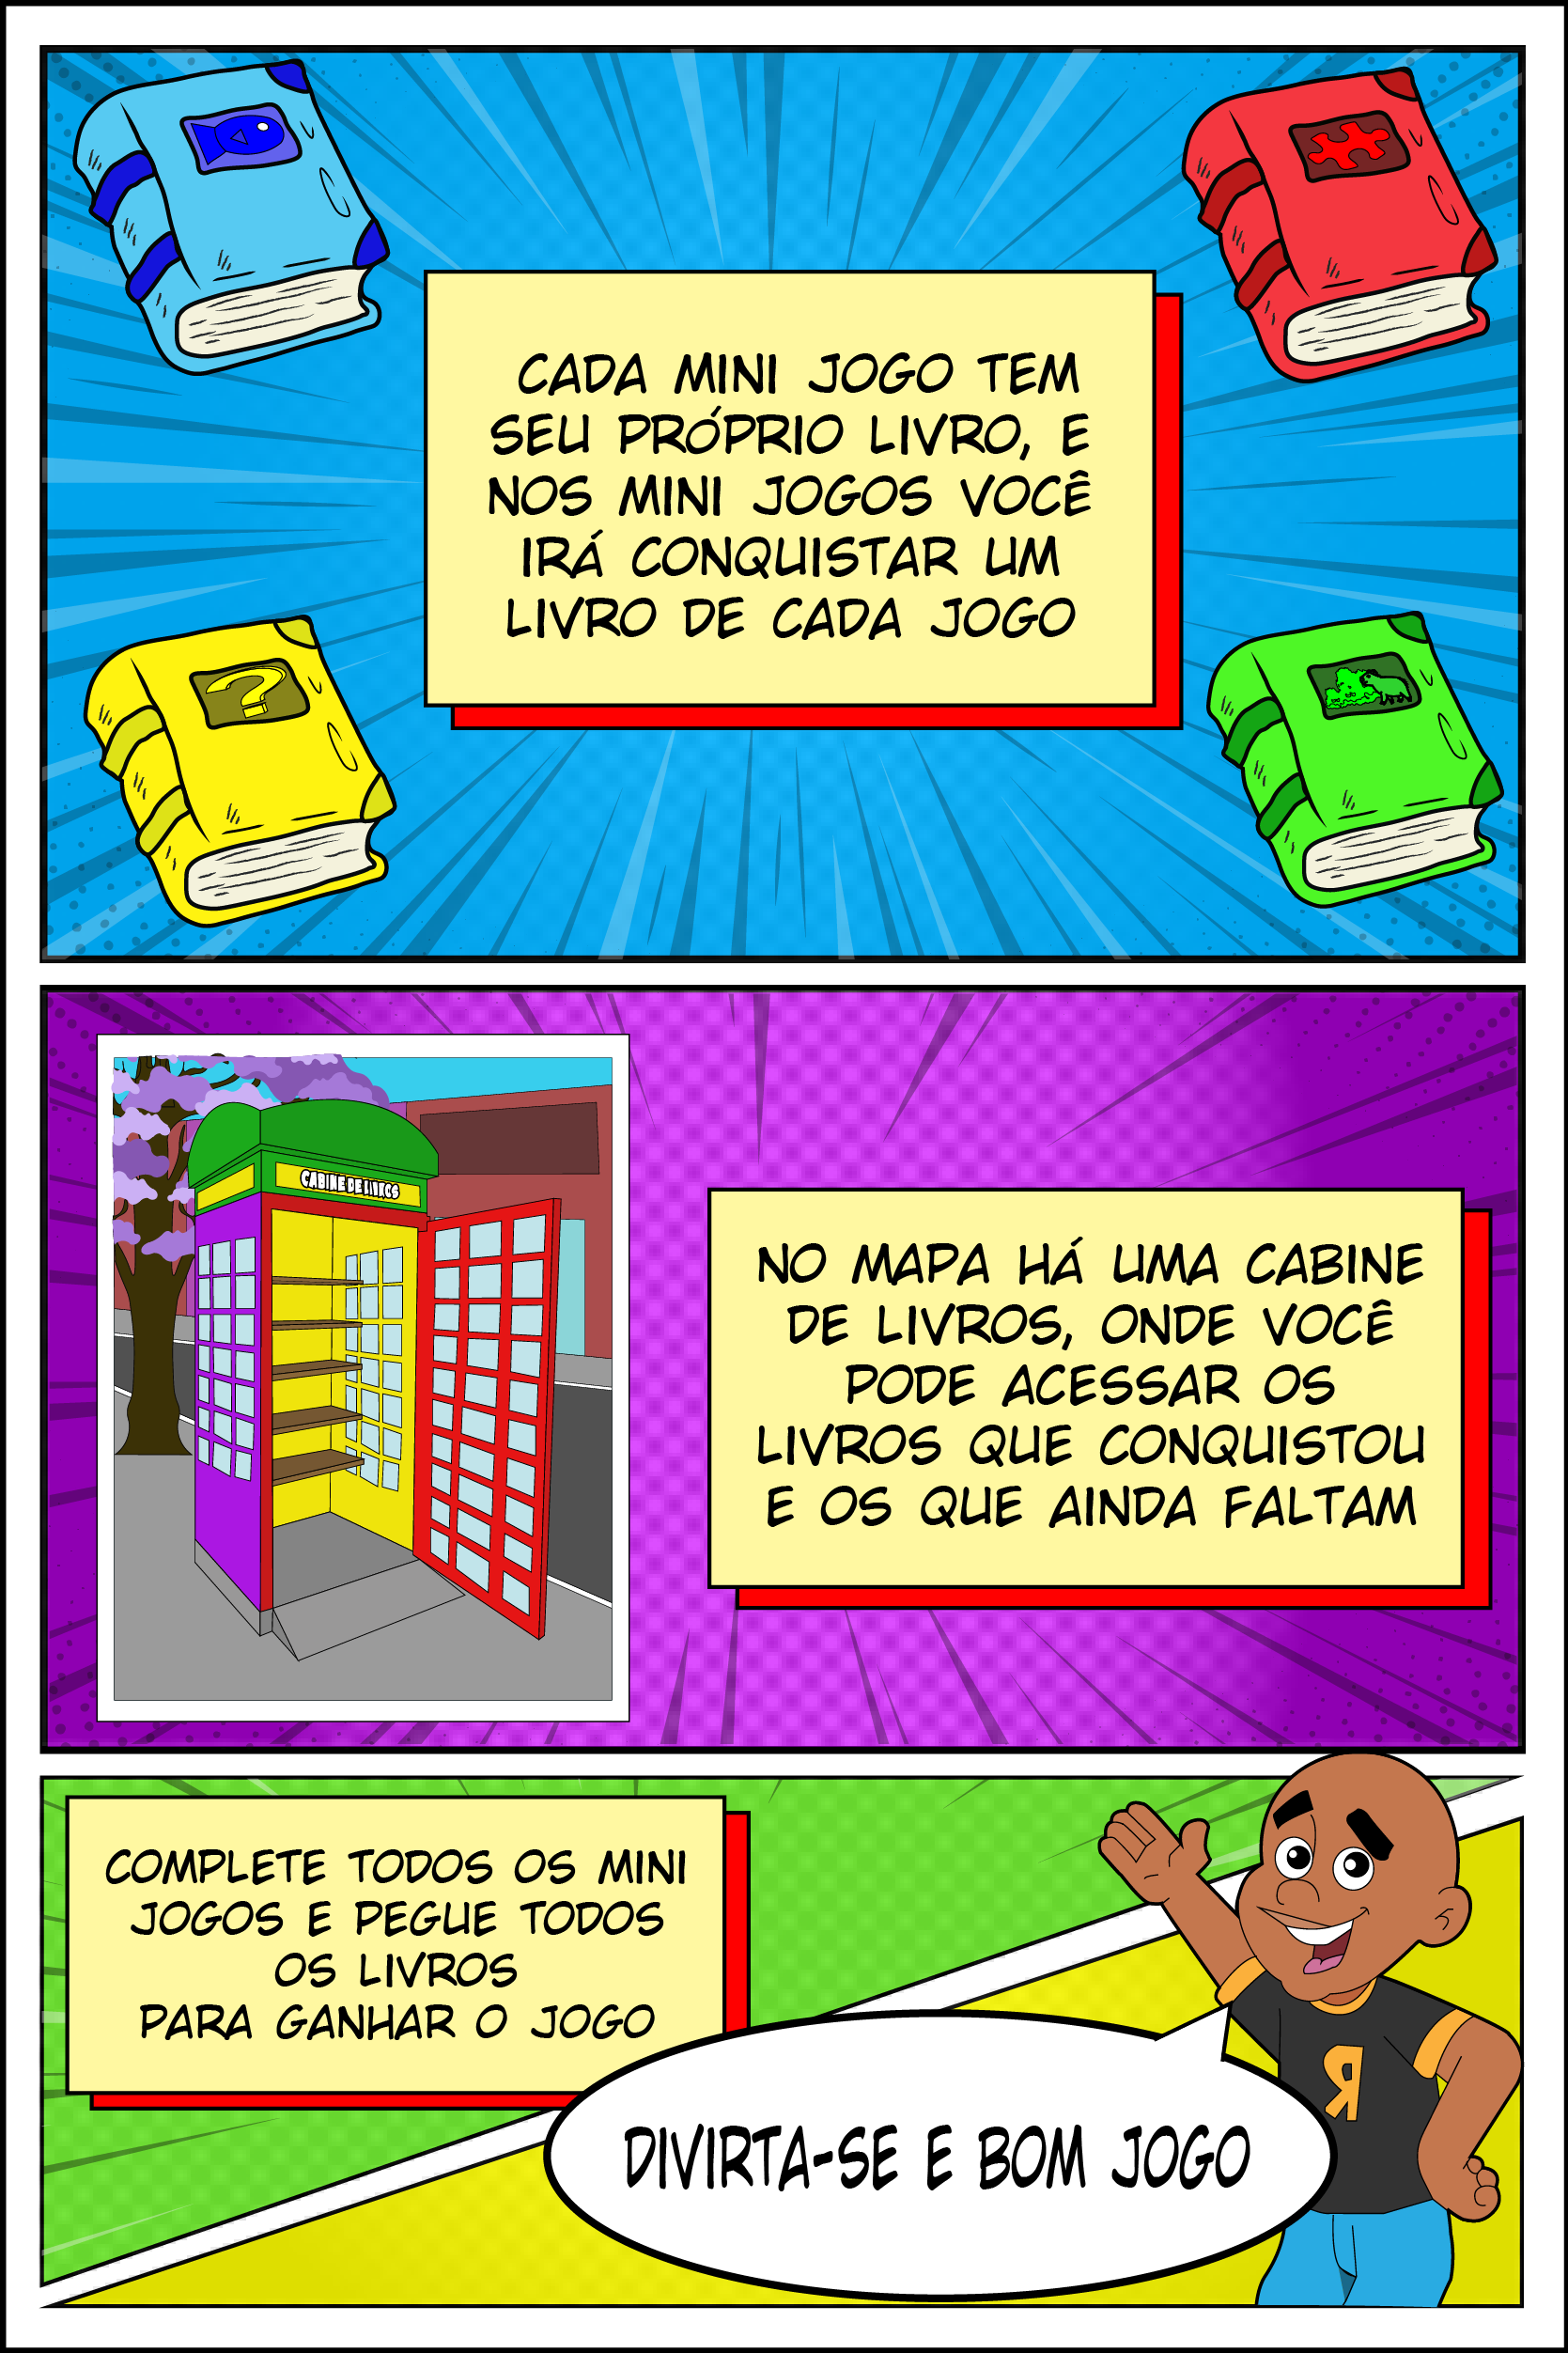 CADA MINI JOGO TEM
SEU PRÓPRIO LIVRO, E
NOS MINI JOGOS VOCÊ
IRÁ CONQUISTAR UM
LIVRO DE CADA JOGO
?
CABINE DE LIVROS
NO MAPA HÁ UMA CABINE
DE LIVROS, ONDE VOCÊ
PODE ACESSAR OS
LIVROS QUE CONQUISTOU
E OS QUE AINDA FALTAM
COMPLETE TODOS OS MINI
JOGOS E PEGUE TODOS
OS LIVROS
PARA GANHAR O JOGO
DIVIRTA-SE E BOM JOGO
Я